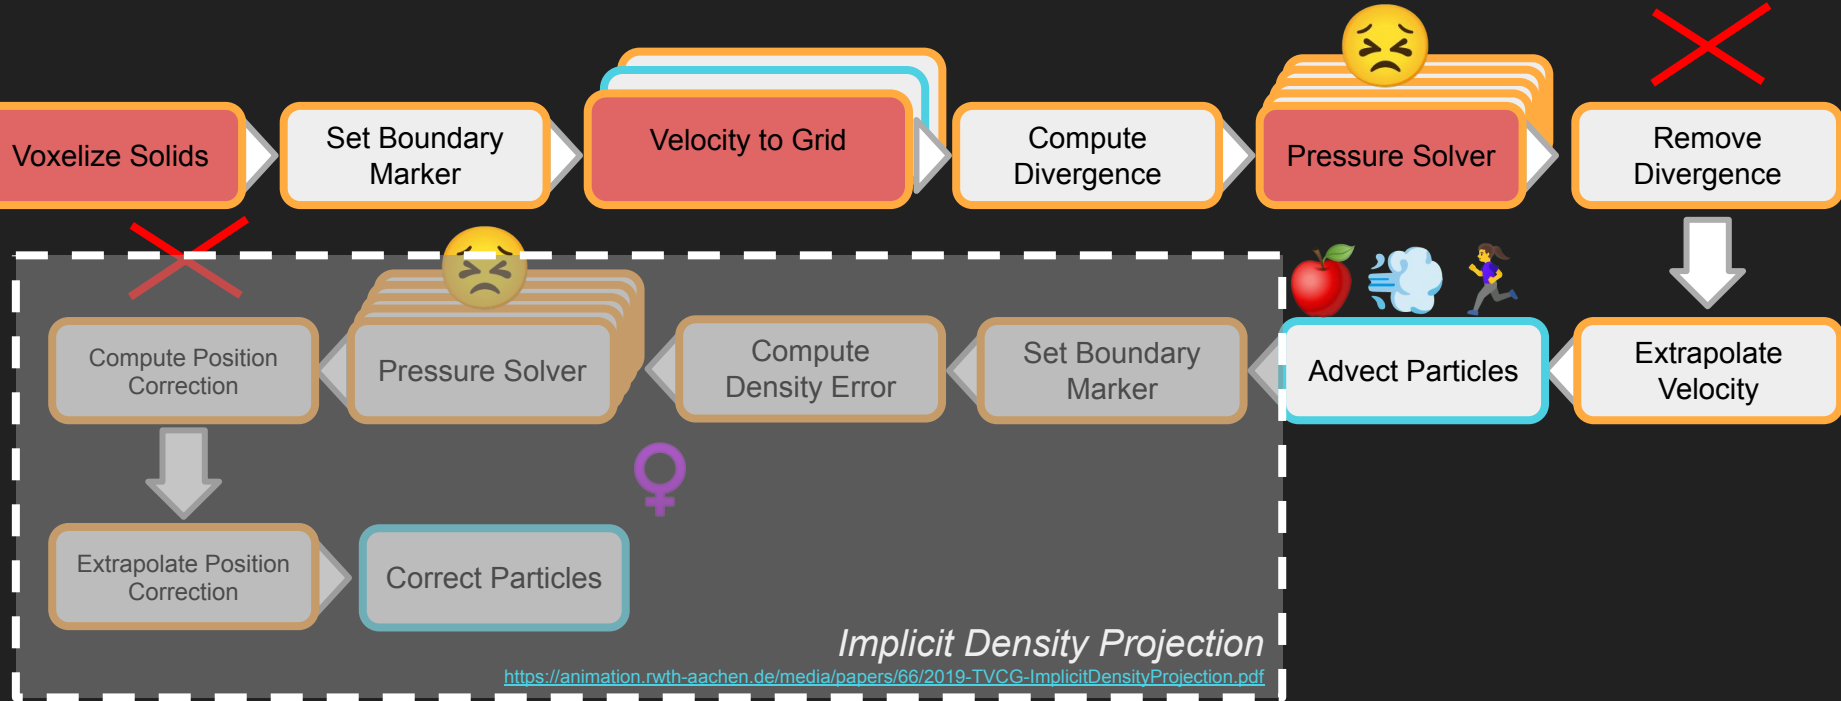 Voxelize Solids
Set Boundary
Marker
Velocity to Grid
Compute
Divergence
Pressure Solver
Remove
Divergence
Extrapolate
Velocity
Advect Particles
Set Boundary
Marker
Compute
Density Error
Pressure Solver
Compute Position
Correction
Extrapolate Position
Correction
Correct Particles
Implicit Density Projection
https://animation.rwth-aachen.de/media/papers/66/2019-TVCG-ImplicitDensityProjection.pdf